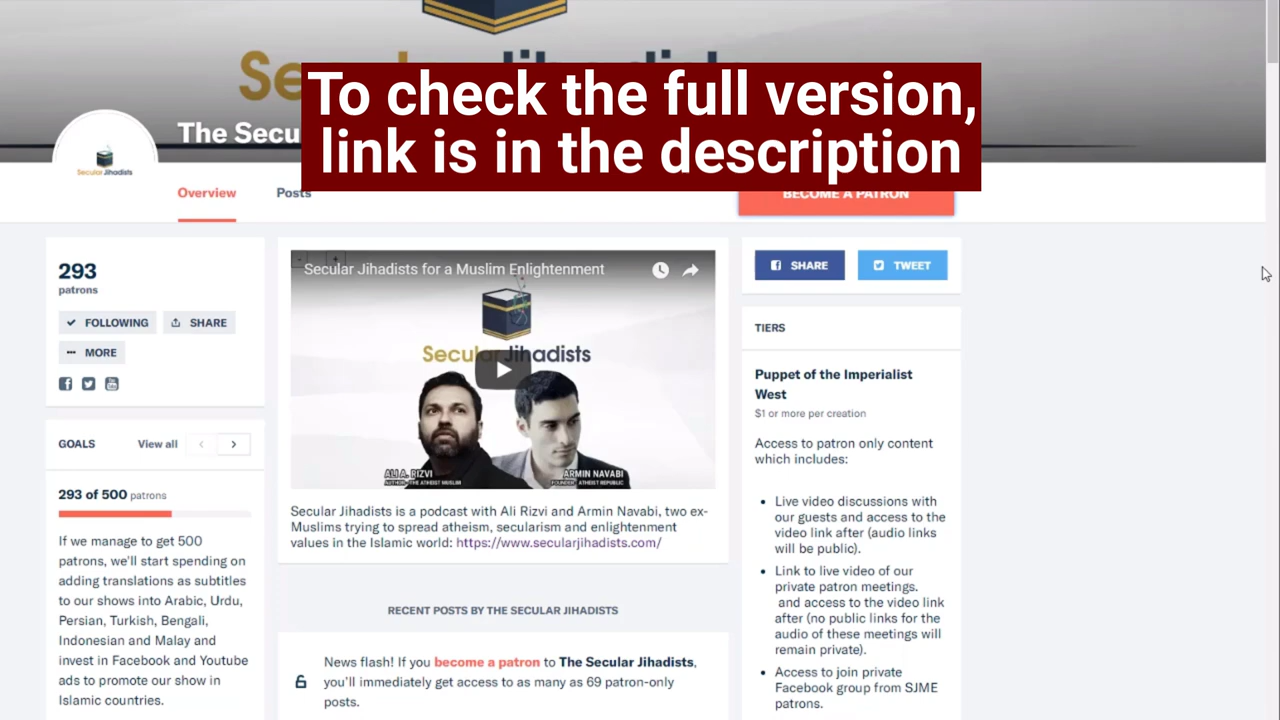 Secular Jihadists
To check the full version,
link is in the description
The Secu
Secular Jihadists
Overview
Posts
BECOME A PATRON
293
patrons
FOLLOWING
SHARE
MORE
GOALS
View all
293 of 500 patrons
If we manage to get 500
patrons, we'll start spending on
adding translations as subtitles
to our shows into Arabic, Urdu,
Persian, Turkish, Bengali,
Indonesian and Malay and
invest in Facebook and Youtube
ads to promote our show in
Islamic countries.
Secular Jihadists for a Muslim Enlightenment
Secular Jihadists
ALI A. RIZVI
AUTHOR - THE ATHEIST MUSLIM
ARMIN NAVABI
FOUNDER - ATHEIST REPUBLIC
Secular Jihadists is a podcast with Ali Rizvi and Armin Navabi, two ex-
Muslims trying to spread atheism, secularism and enlightenment
values in the Islamic world: https://www.secularjihadists.com/
RECENT POSTS BY THE SECULAR JIHADISTS
News flash! If you become a patron to The Secular Jihadists,
you'll immediately get access to as many as 69 patron-only
posts.
SHARE
TWEET
TIERS
Puppet of the Imperialist
West
$1 or more per creation
Access to patron only content
which includes:
• Live video discussions with
our guests and access to the
video link after (audio links
will be public).
• Link to live video of our
private patron meetings.
and access to the video link
after (no public links for the
audio of these meetings will
remain private).
• Access to join private
Facebook group from SJME
patrons.